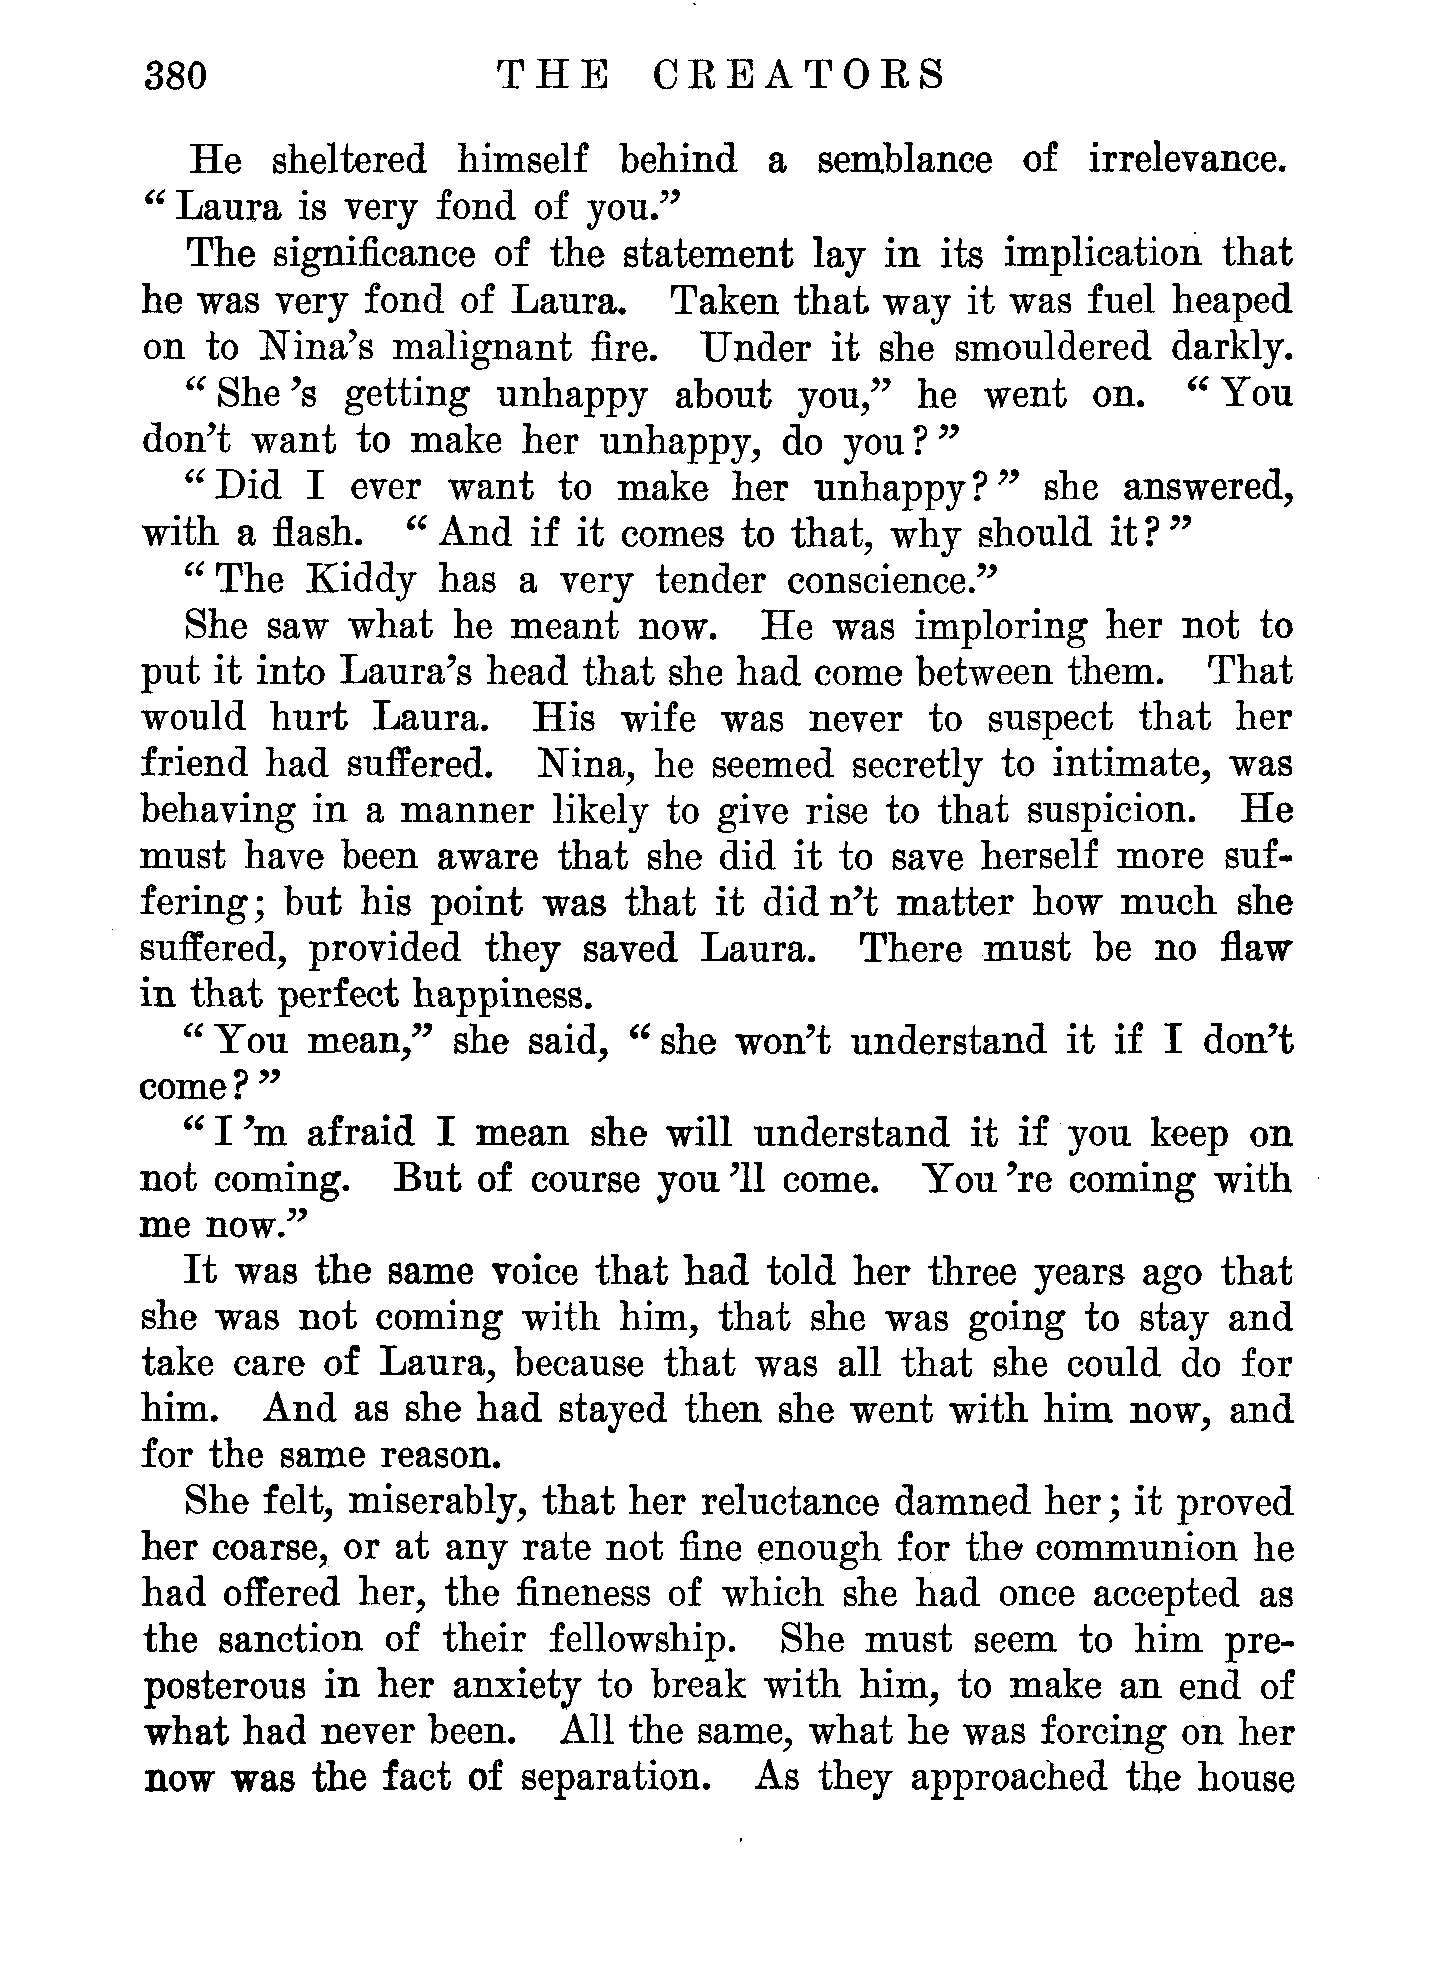 380 THE CREATORS
He sheltered himself behind a semblance of irrelevance.
“Laura is very fond of you.”
The significance of the statement lay in its implication that
he was very fond of Laura. Taken that way it was fuel heaped
on to Nina’s malignant fire. Under it she smouldered darkly.
“She ’s getting unhappy about you,” he went on. “You
don’t want to make her unhappy, do you?”
“Did I ever want to make her unhappy?” she answered,
with a flash. “And if it comes to that, why should it?”
“The Kiddy has a very tender conscience.”
She saw what he meant now. He was imploring her not to
put it into Laura’s head that she had come between them. That
would hurt Laura. His wife was never to suspect that her
friend had suffered. Nina, he seemed secretly to intimate, was
behaving in a manner likely to give rise to that suspicion. He
must have been aware that she did it to save herself more suf-
fering; but his point was that it did n’t matter how much she
suffered, provided they saved Laura. There must be no flaw
in that perfect happiness.
“You mean,” she said, “she won’t understand it if I don’t
come?”
“I ’m afraid I mean she will understand it if you keep on
not coming. But of course you ’ll come. You ’re coming with
me now.”
It was the same voice that had told her three years ago that
she was not coming with him, that she was going to stay and
take care of Laura, because that was all that she could do for
him. And as she had stayed then she went with him now, and
for the same reason.
She felt, miserably, that her reluctance damned her; it proved
her coarse, or at any rate not fine enough for the communion he
had offered her, the fineness of which she had once accepted as
the sanction of their fellowship. She must seem to him pre-
posterous in her anxiety to break with him, to make an end of
what had never been. All the same, what he was forcing on her
now was the fact of separation. As they approached the house